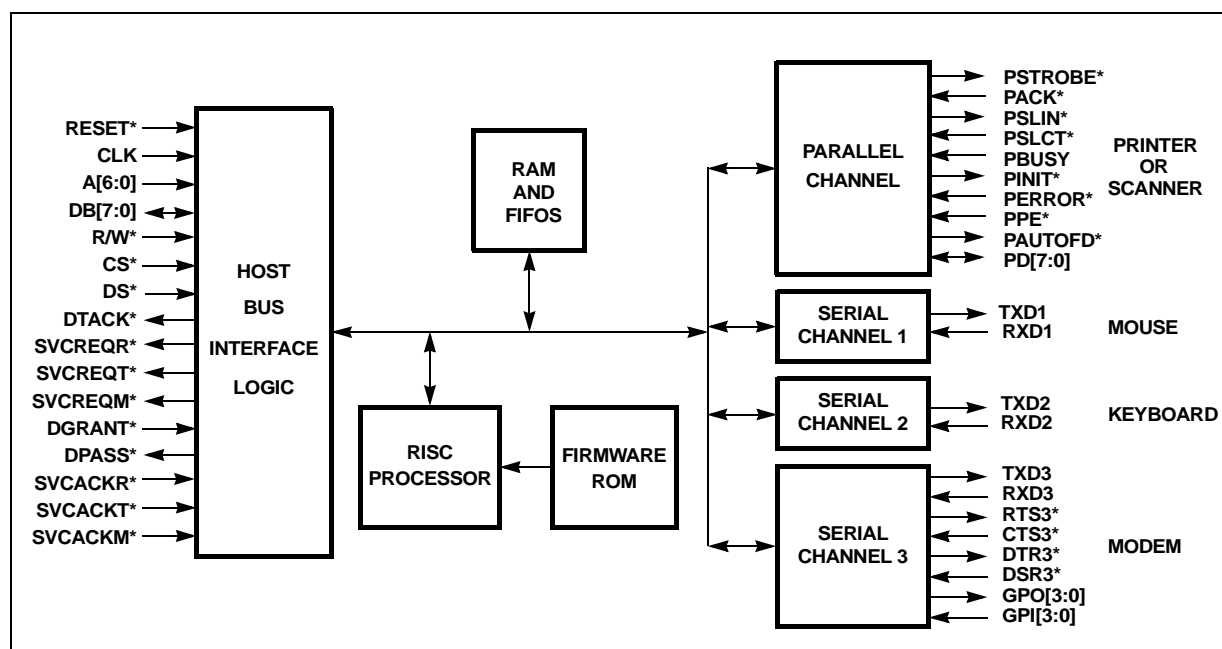 RESET*
CLK
A[6:0]
DB[7:0]
R/W*
CS*
DS*
DTACK*
SVCREQR*
SVCREQT*
SVCREQM*
DGRANT*
DPASS*
SVCACKR*
SVCACKT*
SVCACKM*
HOST
BUS
INTERFACE
LOGIC
RAM
AND
FIFOS
RISC
PROCESSOR
FIRMWARE
ROM
PARALLEL
CHANNEL
PSTROBE*
PACK*
PSLIN*
PSLCT*
PBUSY
PINIT*
PERROR*
PPE*
PAUTOFD*
PD[7:0]
PRINTER
OR
SCANNER
SERIAL
CHANNEL 1
TXD1
RXD1
MOUSE
SERIAL
CHANNEL 2
TXD2
RXD2
KEYBOARD
SERIAL
CHANNEL 3
TXD3
RXD3
RTS3*
CTS3*
DTR3*
DSR3*
GPO[3:0]
GPI[3:0]
MODEM